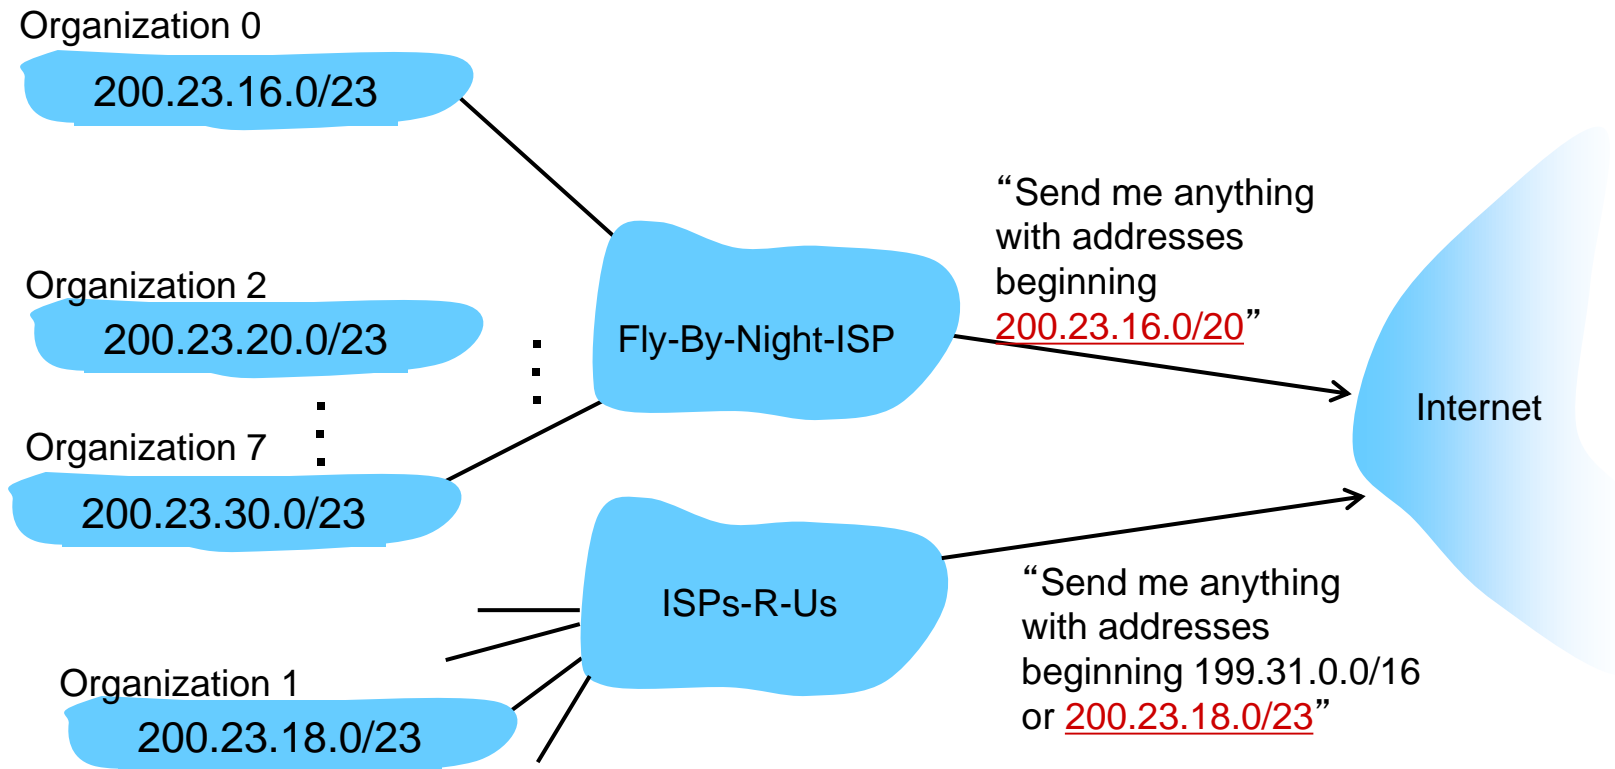 Organization 0
200.23.16.0/23
Organization 2
200.23.20.0/23
Organization 7
200.23.30.0/23
Fly-By-Night-ISP
“Send me anything
with addresses
beginning
200.23.16.0/20”
Internet
ISPs-R-Us
“Send me anything
with addresses
beginning 199.31.0.0/16
or 200.23.18.0/23”
Organization 1
200.23.18.0/23